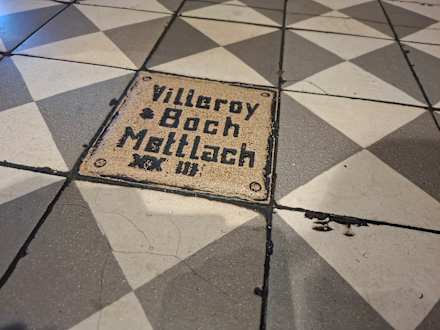 Villeroy
& Boch
Mettlach
XX III